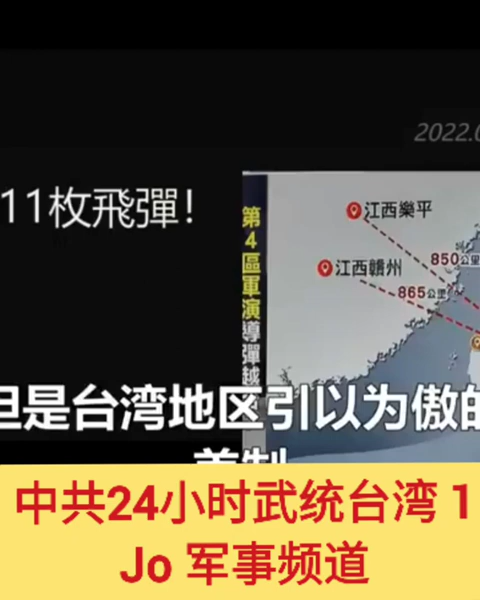 2022.0
11枚飛彈!
第4區軍演導彈越
江西樂平
850公里
江西贛州
865公里
但是台湾地区引以为傲的
中共24小时武统台湾 1
Jo 军事频道